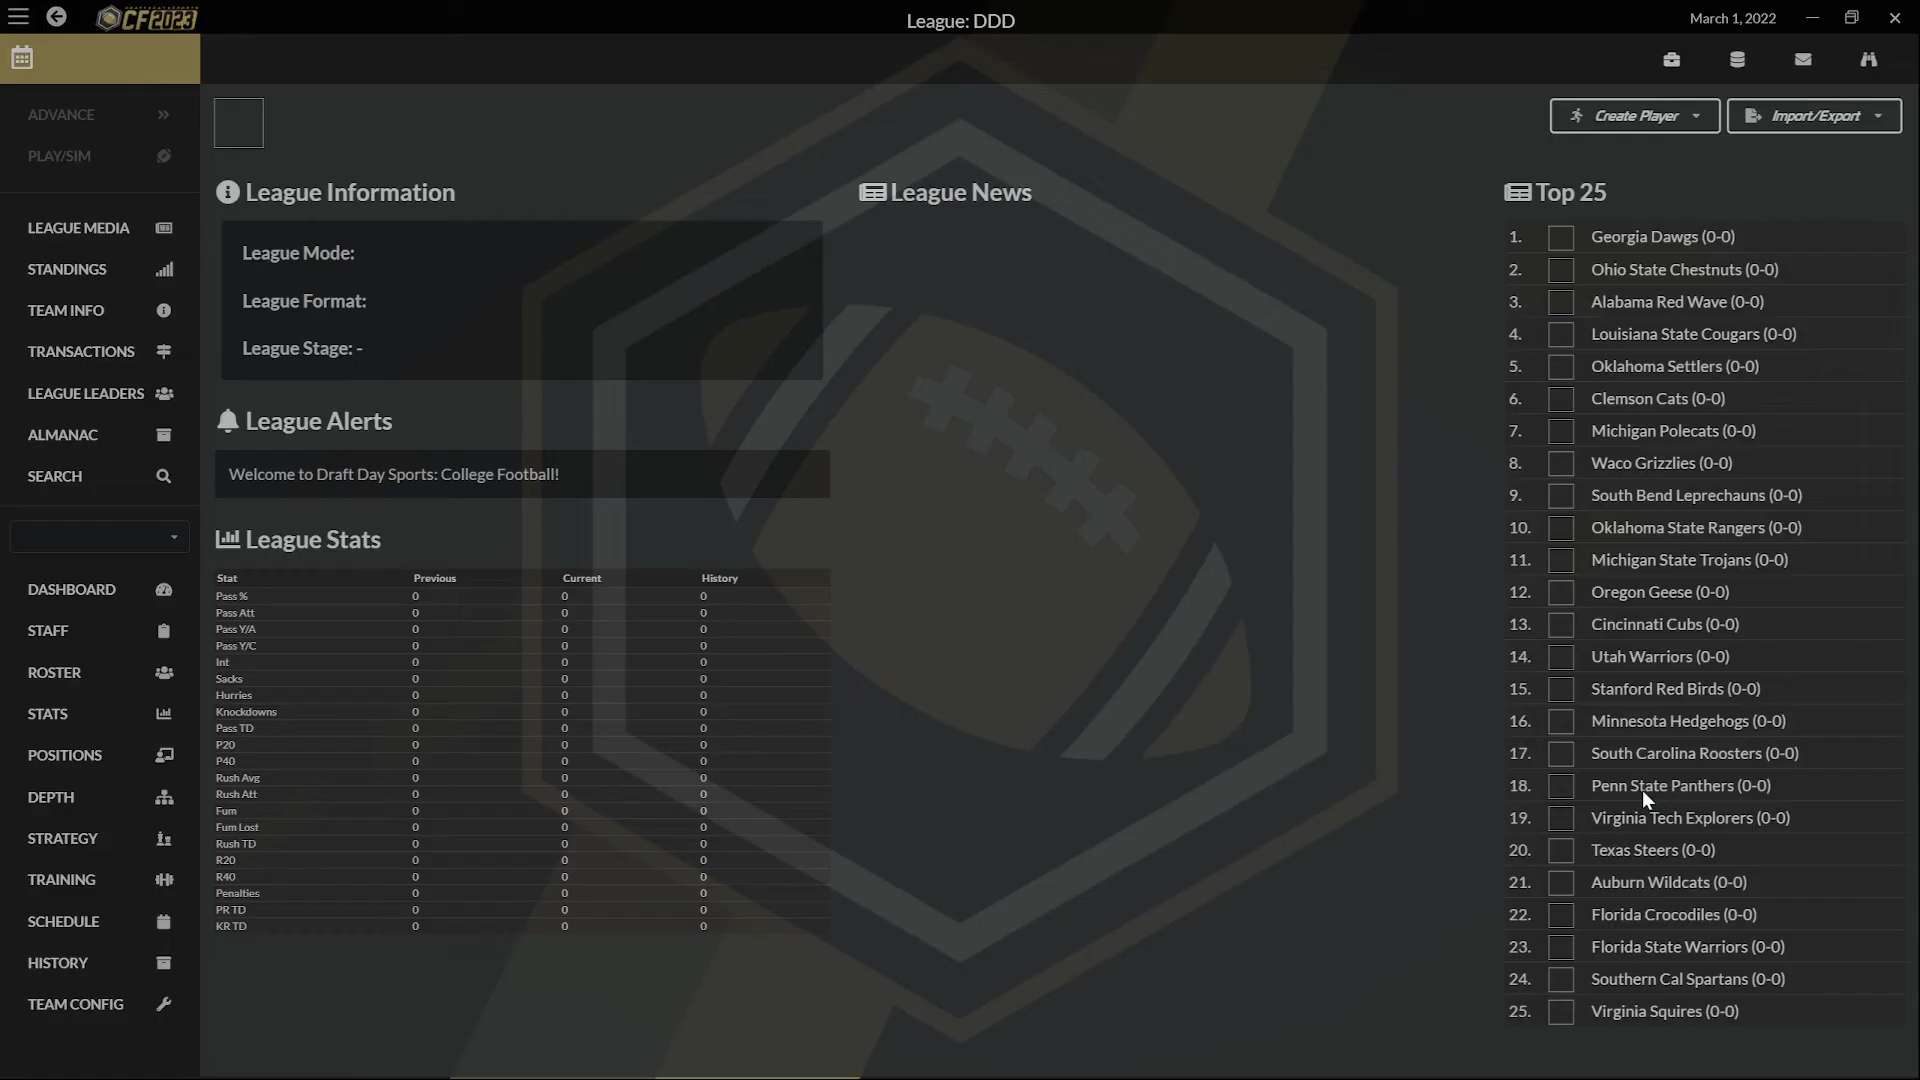 CF2023
League: DDD
March 1, 2022
ADVANCE
PLAY/SIM
LEAGUE MEDIA
STANDINGS
TEAM INFO
TRANSACTIONS
LEAGUE LEADERS
ALMANAC
SEARCH
DASHBOARD
STAFF
ROSTER
STATS
POSITIONS
DEPTH
STRATEGY
TRAINING
SCHEDULE
HISTORY
TEAM CONFIG
Create Player
Import/Export
League Information
League Mode:
League Format:
League Stage: -
League Alerts
Welcome to Draft Day Sports: College Football!
League Stats
Stat Previous Current History
Pass % 0 0 0
Pass Att 0 0 0
Pass Y/A 0 0 0
Pass Y/C 0 0 0
Int 0 0 0
Sacks 0 0 0
Hurries 0 0 0
Knockdowns 0 0 0
Pass TD 0 0 0
P20 0 0 0
P40 0 0 0
Rush Avg 0 0 0
Rush Att 0 0 0
Fum 0 0 0
Fum Lost 0 0 0
Rush TD 0 0 0
R20 0 0 0
R40 0 0 0
Penalties 0 0 0
PR TD 0 0 0
KR TD 0 0 0
League News
Top 25
1. Georgia Dawgs (0-0)
2. Ohio State Chestnuts (0-0)
3. Alabama Red Wave (0-0)
4. Louisiana State Cougars (0-0)
5. Oklahoma Settlers (0-0)
6. Clemson Cats (0-0)
7. Michigan Polecats (0-0)
8. Waco Grizzlies (0-0)
9. South Bend Leprechauns (0-0)
10. Oklahoma State Rangers (0-0)
11. Michigan State Trojans (0-0)
12. Oregon Geese (0-0)
13. Cincinnati Cubs (0-0)
14. Utah Warriors (0-0)
15. Stanford Red Birds (0-0)
16. Minnesota Hedgehogs (0-0)
17. South Carolina Roosters (0-0)
18. Penn State Panthers (0-0)
19. Virginia Tech Explorers (0-0)
20. Texas Steers (0-0)
21. Auburn Wildcats (0-0)
22. Florida Crocodiles (0-0)
23. Florida State Warriors (0-0)
24. Southern Cal Spartans (0-0)
25. Virginia Squires (0-0)